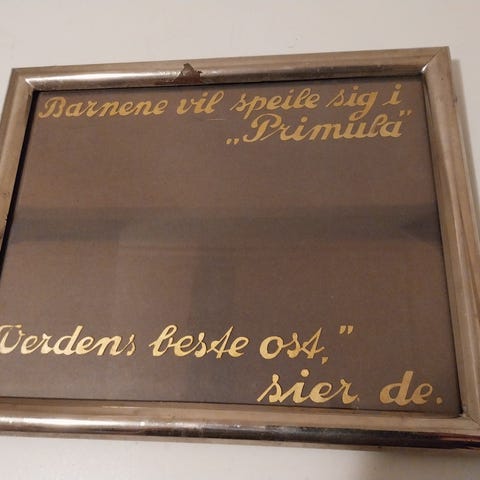 Barnene vil speile sig i
„Primula"
Verdens beste ost,"
sier de.